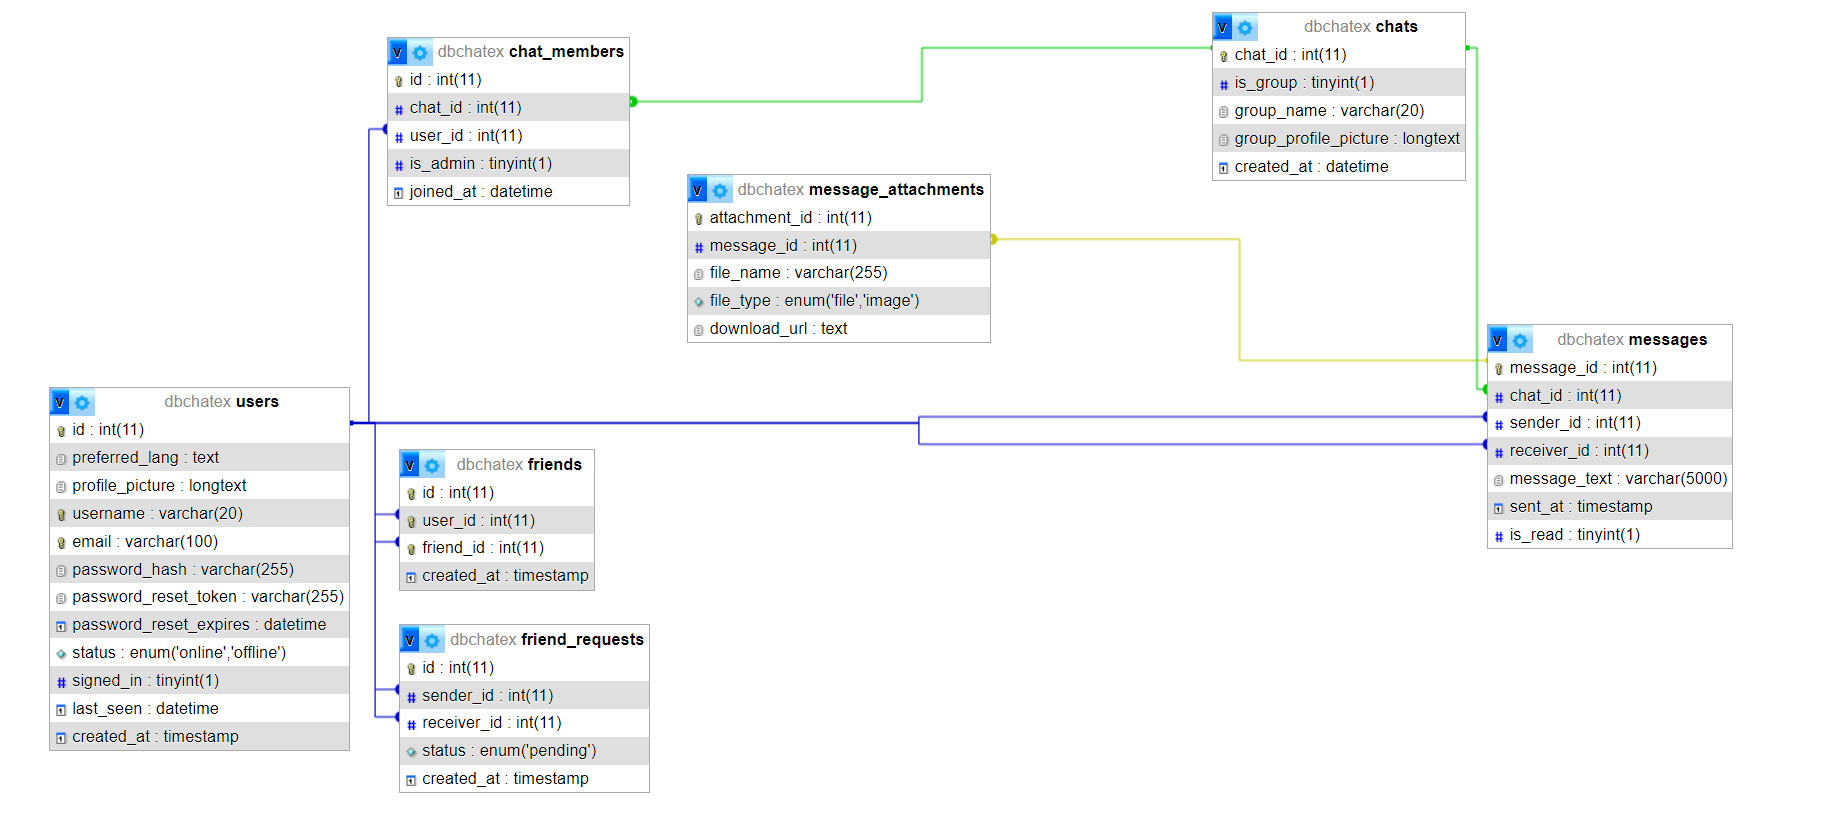 V dbchatex chat_members
id : int(11)
chat_id : int(11)
user_id : int(11)
is_admin : tinyint(1)
joined_at : datetime
V dbchatex chats
chat_id : int(11)
is_group : tinyint(1)
group_name : varchar(20)
group_profile_picture : longtext
created_at : datetime
V dbchatex message_attachments
attachment_id : int(11)
message_id : int(11)
file_name : varchar(255)
file_type : enum('file','image')
download_url : text
V dbchatex messages
message_id : int(11)
chat_id : int(11)
sender_id : int(11)
receiver_id : int(11)
message_text : varchar(5000)
sent_at : timestamp
is_read : tinyint(1)
V dbchatex users
id : int(11)
preferred_lang : text
profile_picture : longtext
username : varchar(20)
email : varchar(100)
password_hash : varchar(255)
password_reset_token : varchar(255)
password_reset_expires : datetime
status : enum('online','offline')
signed_in : tinyint(1)
last_seen : datetime
created_at : timestamp
V dbchatex friends
id : int(11)
user_id : int(11)
friend_id : int(11)
created_at : timestamp
V dbchatex friend_requests
id : int(11)
sender_id : int(11)
receiver_id : int(11)
status : enum('pending')
created_at : timestamp